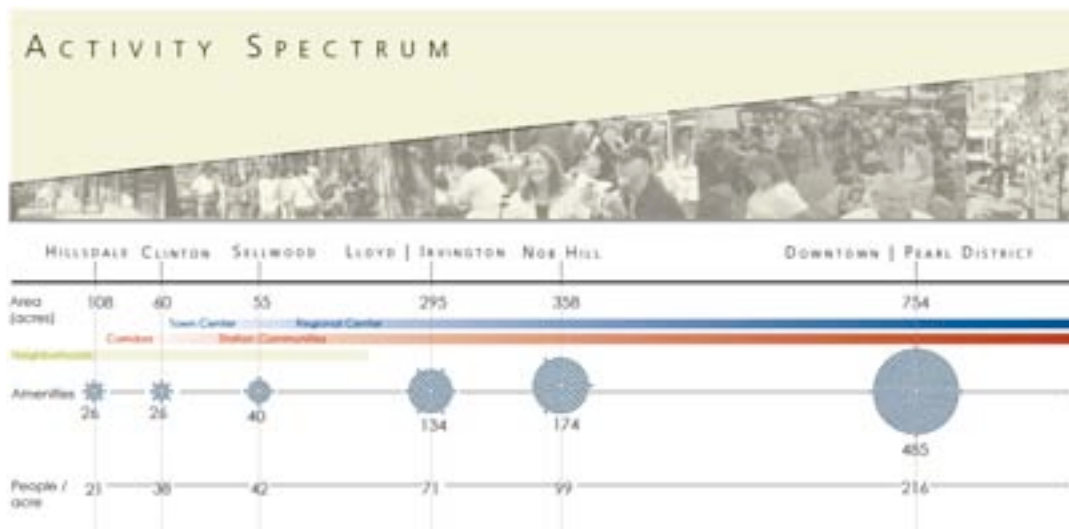 ACTIVITY SPECTRUM
HILLSDALE CLINTON SELLWOOD LLOYD | IRVINGTON NOB HILL DOWNTOWN | PEARL DISTRICT
Area (acres) 108 60 55 295 358 754
Town Center Regional Center
Corridors Station Communities
Neighborhoods
Amenities
26 26 40 134 174 485
People / acre 38 42 71 99 216